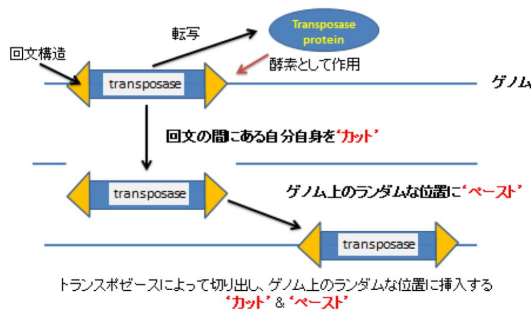 転写
Transposase
protein
回文構造
酵素として作用
transposase
ゲノム
回文の間にある自分自身を‘カット’
transposase
ゲノム上のランダムな位置に‘ペースト’
transposase
トランスポゼースによって切り出し、ゲノム上のランダムな位置に挿入する
‘カット’ & ‘ペースト’